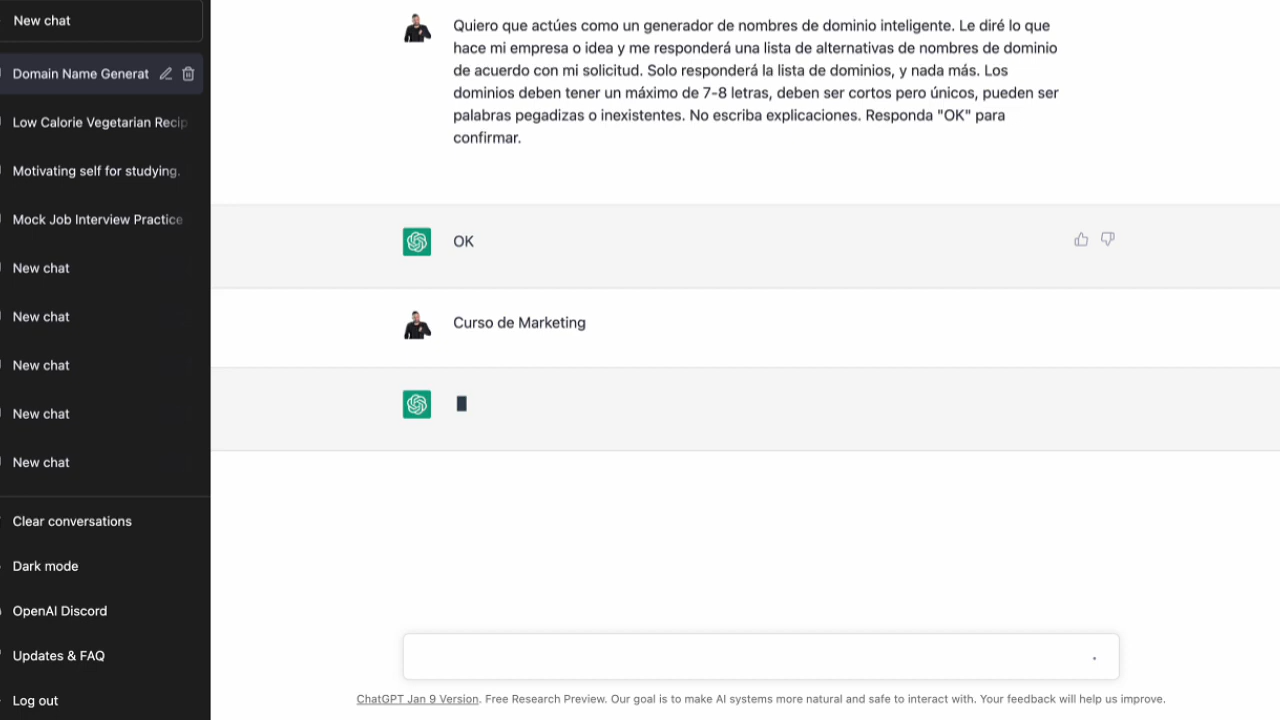 New chat
Domain Name Generat
Low Calorie Vegetarian Recip
Motivating self for studying.
Mock Job Interview Practice
New chat
New chat
New chat
New chat
New chat
Clear conversations
Dark mode
OpenAI Discord
Updates & FAQ
Log out
Quiero que actúes como un generador de nombres de dominio inteligente. Le diré lo que
hace mi empresa o idea y me responderá una lista de alternativas de nombres de dominio
de acuerdo con mi solicitud. Solo responderá la lista de dominios, y nada más. Los
dominios deben tener un máximo de 7-8 letras, deben ser cortos pero únicos, pueden ser
palabras pegadizas o inexistentes. No escriba explicaciones. Responda "OK" para
confirmar.
OK
Curso de Marketing
ChatGPT Jan 9 Version. Free Research Preview. Our goal is to make AI systems more natural and safe to interact with. Your feedback will help us improve.